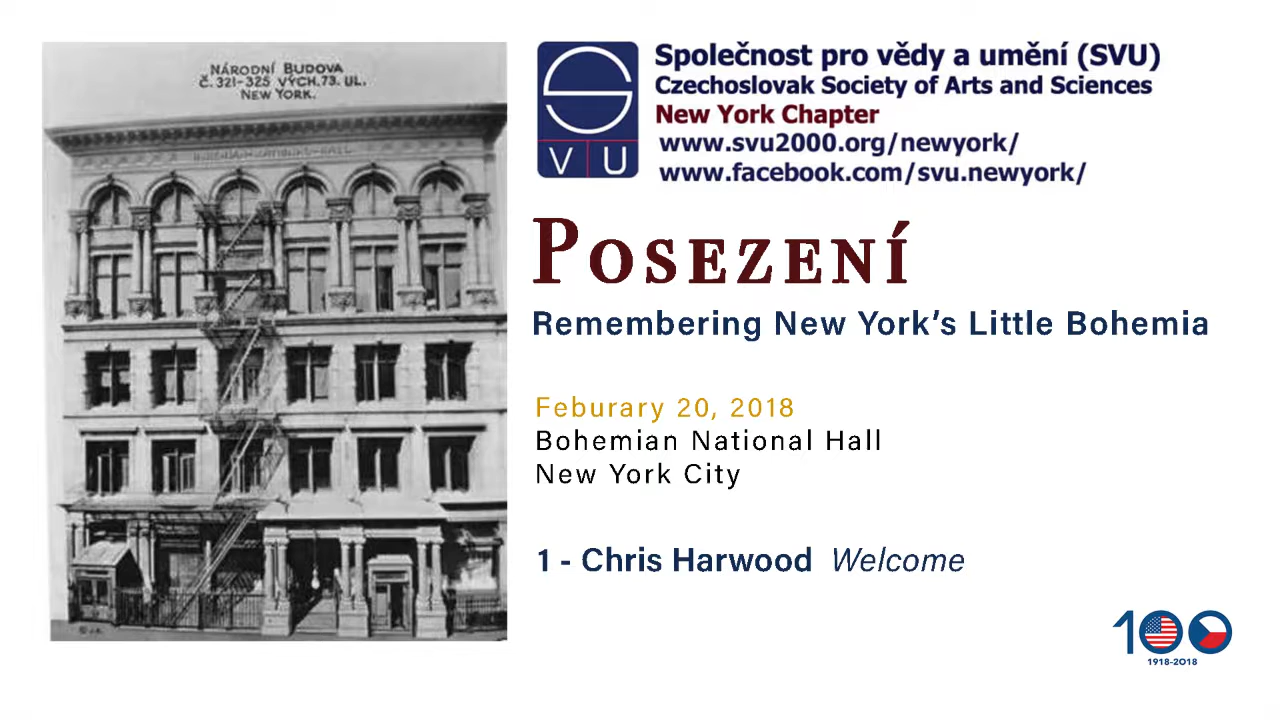 NÁRODNÍ BUDOVA
Č. 321-325 VÝCH. 73. UL.
NEW YORK.
SVU
Společnost pro vědy a umění (SVU)
Czechoslovak Society of Arts and Sciences
New York Chapter
www.svu2000.org/newyork/
www.facebook.com/svu.newyork/
POSEZENÍ
Remembering New York's Little Bohemia
Feburary 20, 2018
Bohemian National Hall
New York City
1 - Chris Harwood Welcome
100
1918-2018